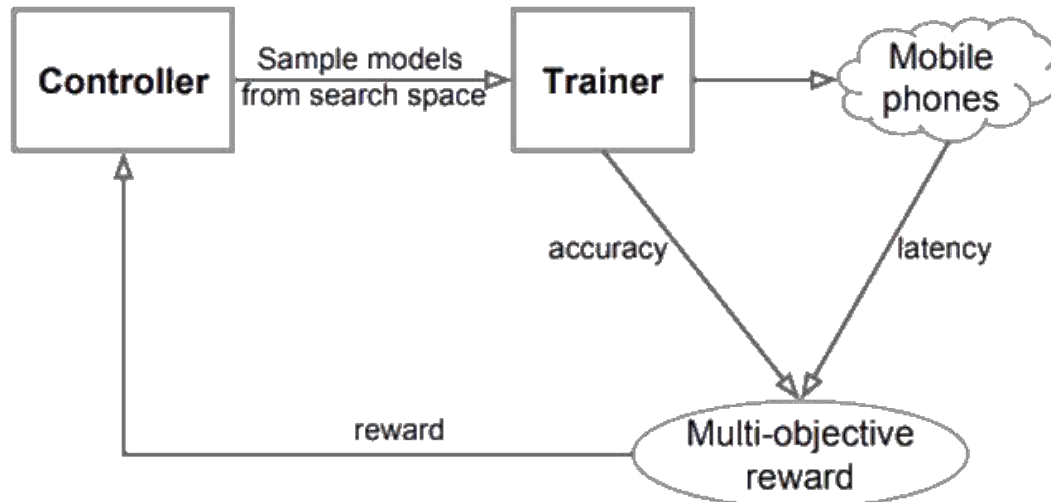 Controller
Sample models
from search space
Trainer
Mobile
phones
accuracy
latency
reward
Multi-objective
reward